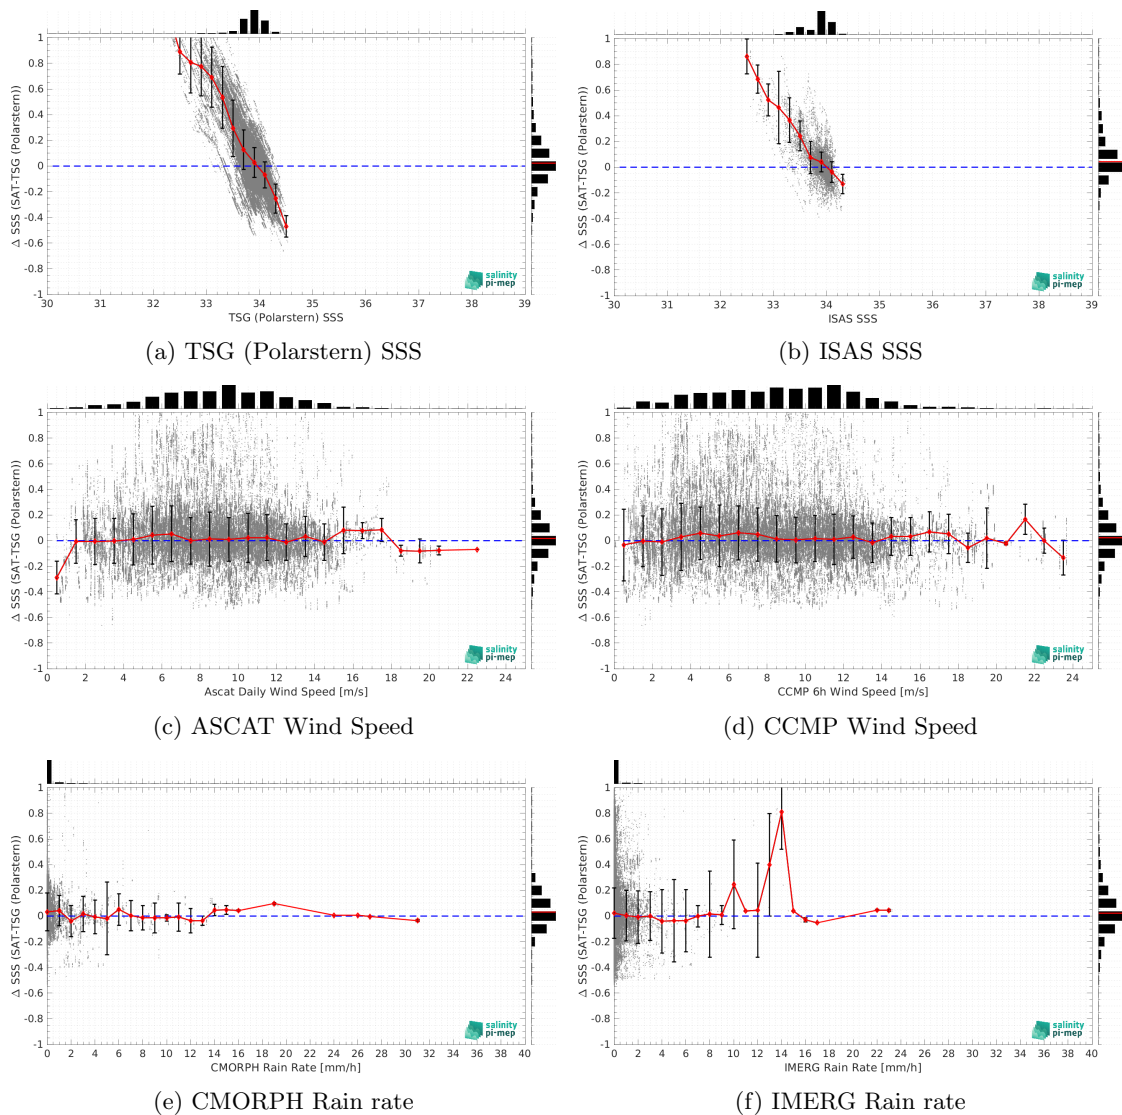 1
0.8
0.6
0.4
0.2
0
-0.2
-0.4
-0.6
-0.8
-1
Δ SSS (SAT-TSG (Polarstern))
30 31 32 33 34 35 36 37 38 39
TSG (Polarstern) SSS
salinity
pi-mep
(a) TSG (Polarstern) SSS
1
0.8
0.6
0.4
0.2
0
-0.2
-0.4
-0.6
-0.8
-1
Δ SSS (SAT-TSG (Polarstern))
30 31 32 33 34 35 36 37 38 39
ISAS SSS
salinity
pi-mep
(b) ISAS SSS
1
0.8
0.6
0.4
0.2
0
-0.2
-0.4
-0.6
-0.8
-1
Δ SSS (SAT-TSG (Polarstern))
0 2 4 6 8 10 12 14 16 18 20 22 24
Ascat Daily Wind Speed [m/s]
salinity
pi-mep
(c) ASCAT Wind Speed
1
0.8
0.6
0.4
0.2
0
-0.2
-0.4
-0.6
-0.8
-1
Δ SSS (SAT-TSG (Polarstern))
0 2 4 6 8 10 12 14 16 18 20 22 24
CCMP 6h Wind Speed [m/s]
salinity
pi-mep
(d) CCMP Wind Speed
1
0.8
0.6
0.4
0.2
0
-0.2
-0.4
-0.6
-0.8
-1
Δ SSS (SAT-TSG (Polarstern))
0 2 4 6 8 10 12 14 16 18 20 22 24 26 28 30 32 34 36 38 40
CMORPH Rain Rate [mm/h]
salinity
pi-mep
(e) CMORPH Rain rate
1
0.8
0.6
0.4
0.2
0
-0.2
-0.4
-0.6
-0.8
-1
Δ SSS (SAT-TSG (Polarstern))
0 2 4 6 8 10 12 14 16 18 20 22 24 26 28 30 32 34 36 38 40
IMERG Rain Rate [mm/h]
salinity
pi-mep
(f) IMERG Rain rate